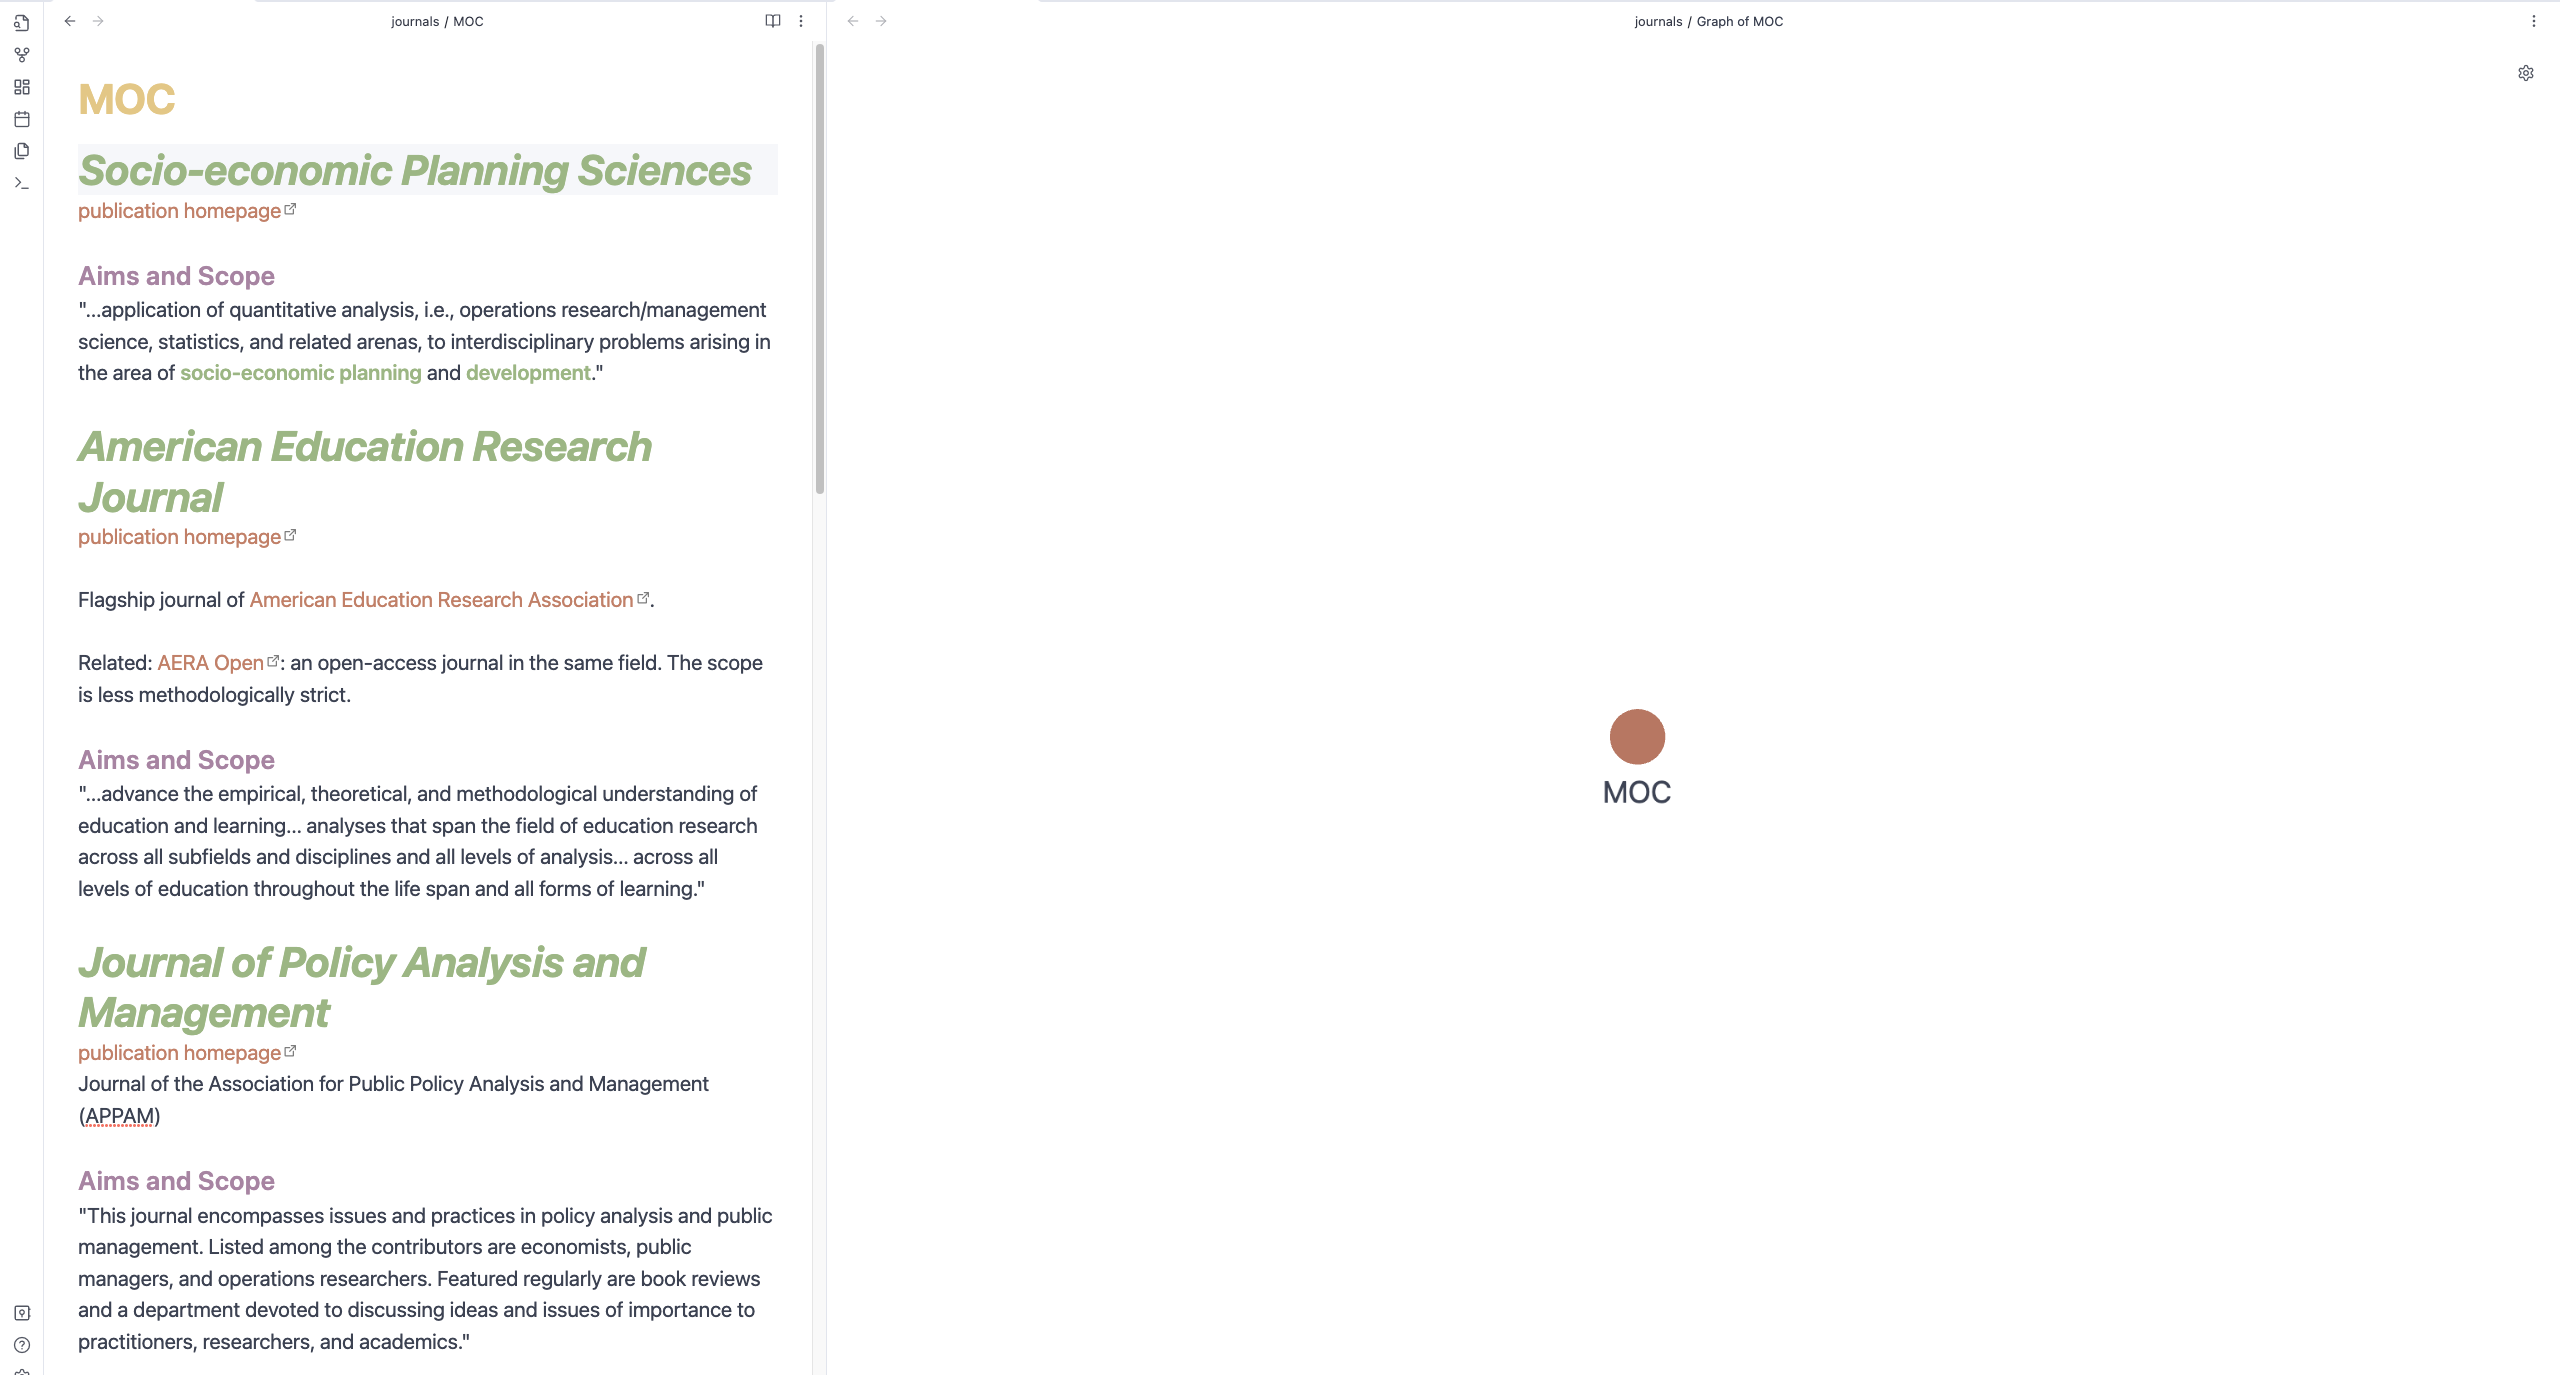 journals / MOC
MOC
Socio-economic Planning Sciences
publication homepage
Aims and Scope
"...application of quantitative analysis, i.e., operations research/management
science, statistics, and related arenas, to interdisciplinary problems arising in
the area of socio-economic planning and development."
American Education Research
Journal
publication homepage
Flagship journal of American Education Research Association.
Related: AERA Open: an open-access journal in the same field. The scope
is less methodologically strict.
Aims and Scope
"...advance the empirical, theoretical, and methodological understanding of
education and learning... analyses that span the field of education research
across all subfields and disciplines and all levels of analysis... across all
levels of education throughout the life span and all forms of learning."
Journal of Policy Analysis and
Management
publication homepage
Journal of the Association for Public Policy Analysis and Management
(APPAM)
Aims and Scope
"This journal encompasses issues and practices in policy analysis and public
management. Listed among the contributors are economists, public
managers, and operations researchers. Featured regularly are book reviews
and a department devoted to discussing ideas and issues of importance to
practitioners, researchers, and academics."
journals / Graph of MOC
MOC